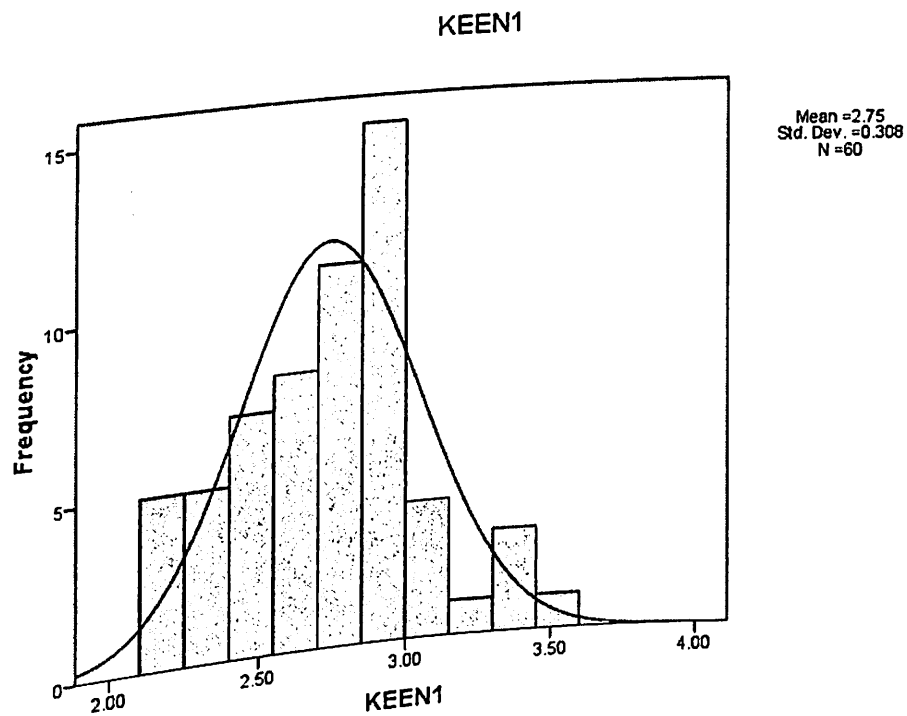 KEEN1
Mean =2.75
Std. Dev. =0.308
N =60
15
10
5
0
Frequency
2.00
2.50
3.00
3.50
4.00
KEEN1